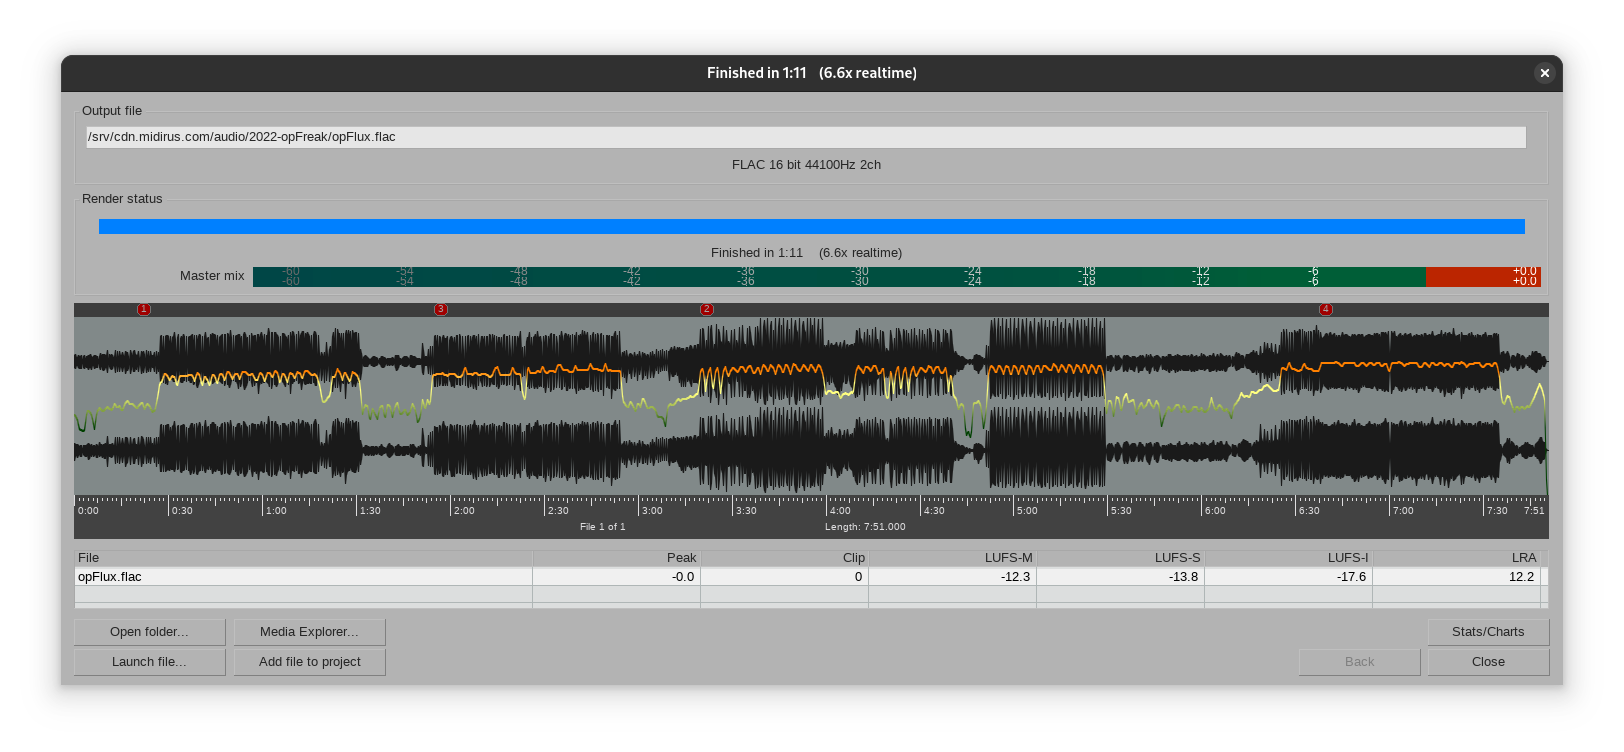 Finished in 1:11 (6.6x realtime)
Output file
/srv/cdn.midirus.com/audio/2022-opFreak/opFlux.flac
FLAC 16 bit 44100Hz 2ch
Render status
Finished in 1:11 (6.6x realtime)
Master mix
-60 -54 -48 -42 -36 -30 -24 -18 -12 -6 +0.0
-60 -54 -48 -42 -36 -30 -24 -18 -12 -6 +0.0
1 3 2 4
0:00 0:30 1:00 1:30 2:00 2:30 3:00 3:30 4:00 4:30 5:00 5:30 6:00 6:30 7:00 7:30 7:51
File 1 of 1 Length: 7:51.000
File Peak Clip LUFS-M LUFS-S LUFS-I LRA
opFlux.flac -0.0 0 -12.3 -13.8 -17.6 12.2
Open folder... Media Explorer... Stats/Charts
Launch file... Add file to project Back Close